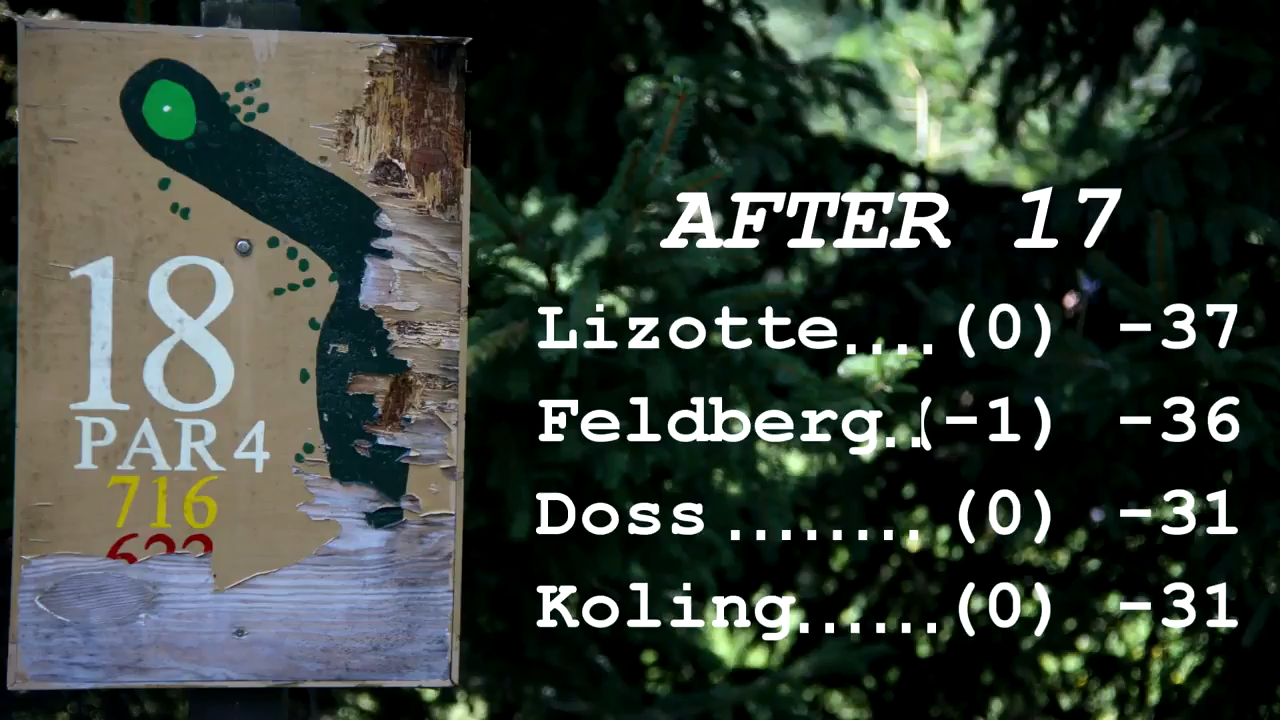 18
PAR 4
716
AFTER 17
Lizotte....(0) -37
Feldberg..(-1) -36
Doss ........ (0) -31
Koling......(0) -31